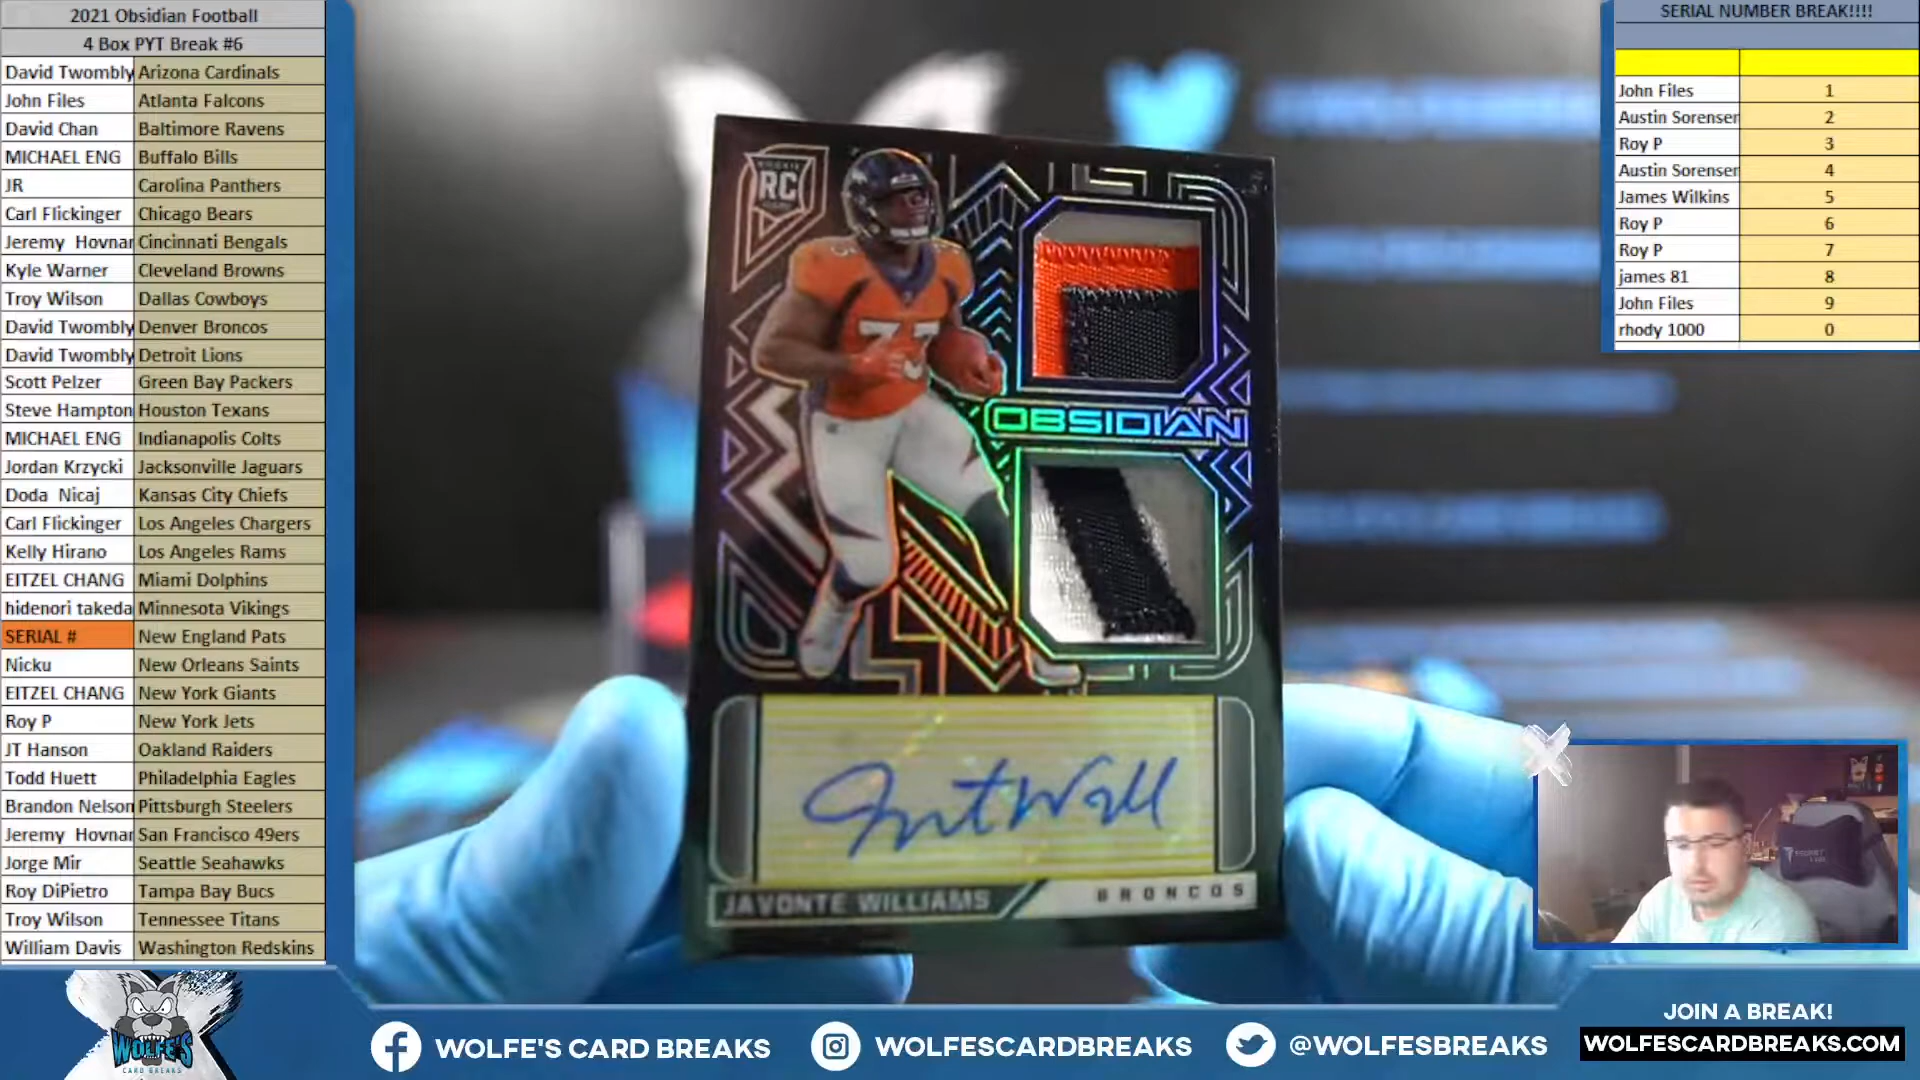 2021 Obsidian Football
4 Box PYT Break #6
David Twombly Arizona Cardinals
John Files Atlanta Falcons
David Chan Baltimore Ravens
MICHAEL ENG Buffalo Bills
JR Carolina Panthers
Carl Flickinger Chicago Bears
Jeremy Hovnar Cincinnati Bengals
Kyle Warner Cleveland Browns
Troy Wilson Dallas Cowboys
David Twombly Denver Broncos
David Twombly Detroit Lions
Scott Pelzer Green Bay Packers
Steve Hampton Houston Texans
MICHAEL ENG Indianapolis Colts
Jordan Krzycki Jacksonville Jaguars
Doda Nicaj Kansas City Chiefs
Carl Flickinger Los Angeles Chargers
Kelly Hirano Los Angeles Rams
EITZEL CHANG Miami Dolphins
hidenori takeda Minnesota Vikings
SERIAL # New England Pats
Nicku New Orleans Saints
EITZEL CHANG New York Giants
Roy P New York Jets
JT Hanson Oakland Raiders
Todd Huett Philadelphia Eagles
Brandon Nelson Pittsburgh Steelers
Jeremy Hovnar San Francisco 49ers
Jorge Mir Seattle Seahawks
Roy DiPietro Tampa Bay Bucs
Troy Wilson Tennessee Titans
William Davis Washington Redskins
WOLFE'S
CARD BREAKS
RC
33
OBSIDIAN
JAVONTE WILLIAMS
BRONCOS
SERIAL NUMBER BREAK!!!!
John Files 1
Austin Sorenser 2
Roy P 3
Austin Sorenser 4
James Wilkins 5
Roy P 6
Roy P 7
james 81 8
John Files 9
rhody 1000 0
WOLFE'S CARD BREAKS
WOLFESCARDBREAKS
@WOLFESBREAKS
JOIN A BREAK!
WOLFESCARDBREAKS.COM